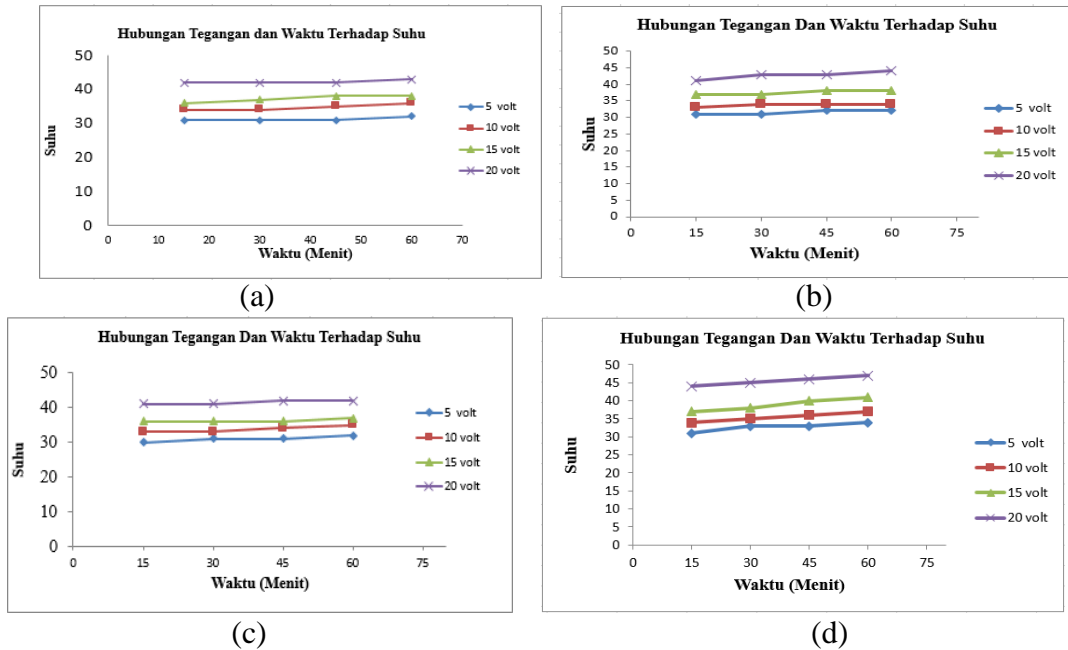 Hubungan Tegangan dan Waktu Terhadap Suhu
50
40
30
20
10
0
Suhu
0 10 20 30 40 50 60 70
Waktu (Menit)
5 volt
10 volt
15 volt
20 volt
(a)
Hubungan Tegangan Dan Waktu Terhadap Suhu
50
45
40
35
30
25
20
15
10
5
0
Suhu
0 15 30 45 60 75
Waktu (Menit)
5 volt
10 volt
15 volt
20 volt
(b)
Hubungan Tegangan Dan Waktu Terhadap Suhu
50
40
30
20
10
0
Suhu
0 15 30 45 60 75
Waktu (Menit)
5 volt
10 volt
15 volt
20 volt
(c)
Hubungan Tegangan Dan Waktu Terhadap Suhu
50
45
40
35
30
25
20
15
10
5
0
Suhu
0 15 30 45 60 75
Waktu (Menit)
5 volt
10 volt
15 volt
20 volt
(d)